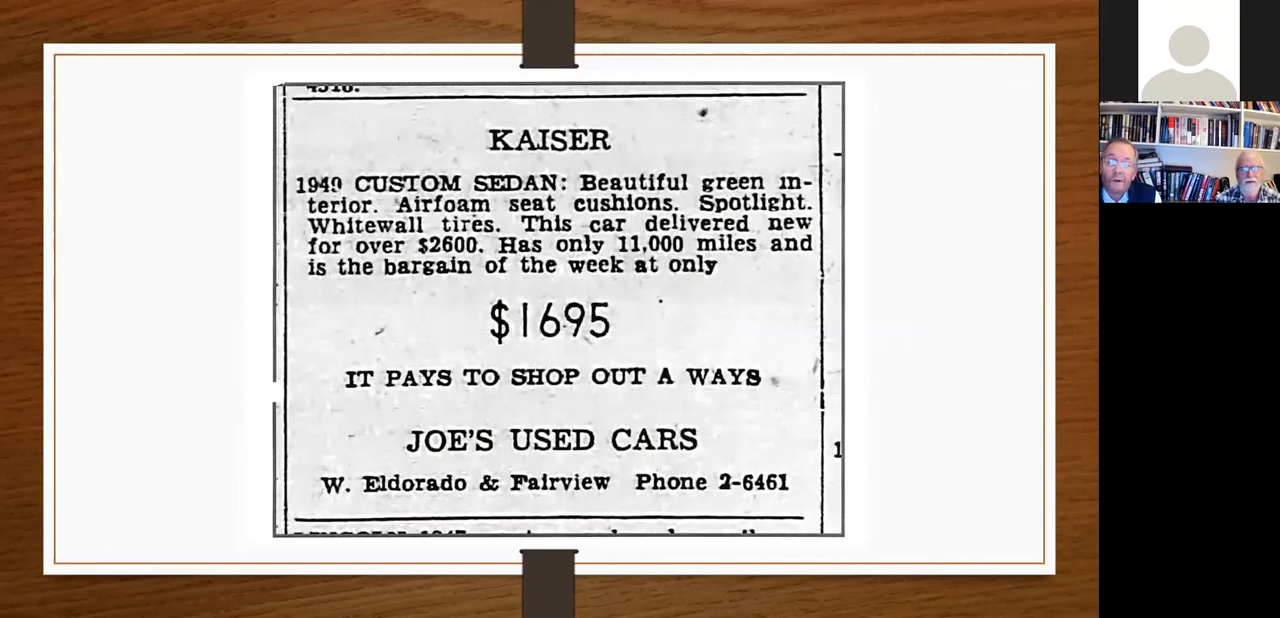 4518.
KAISER
1949 CUSTOM SEDAN: Beautiful green in-
terior. Airfoam seat cushions. Spotlight.
Whitewall tires. This car delivered new
for over $2600. Has only 11,000 miles and
is the bargain of the week at only
$1695
IT PAYS TO SHOP OUT A WAYS
JOE'S USED CARS
W. Eldorado & Fairview Phone 2-6461
1